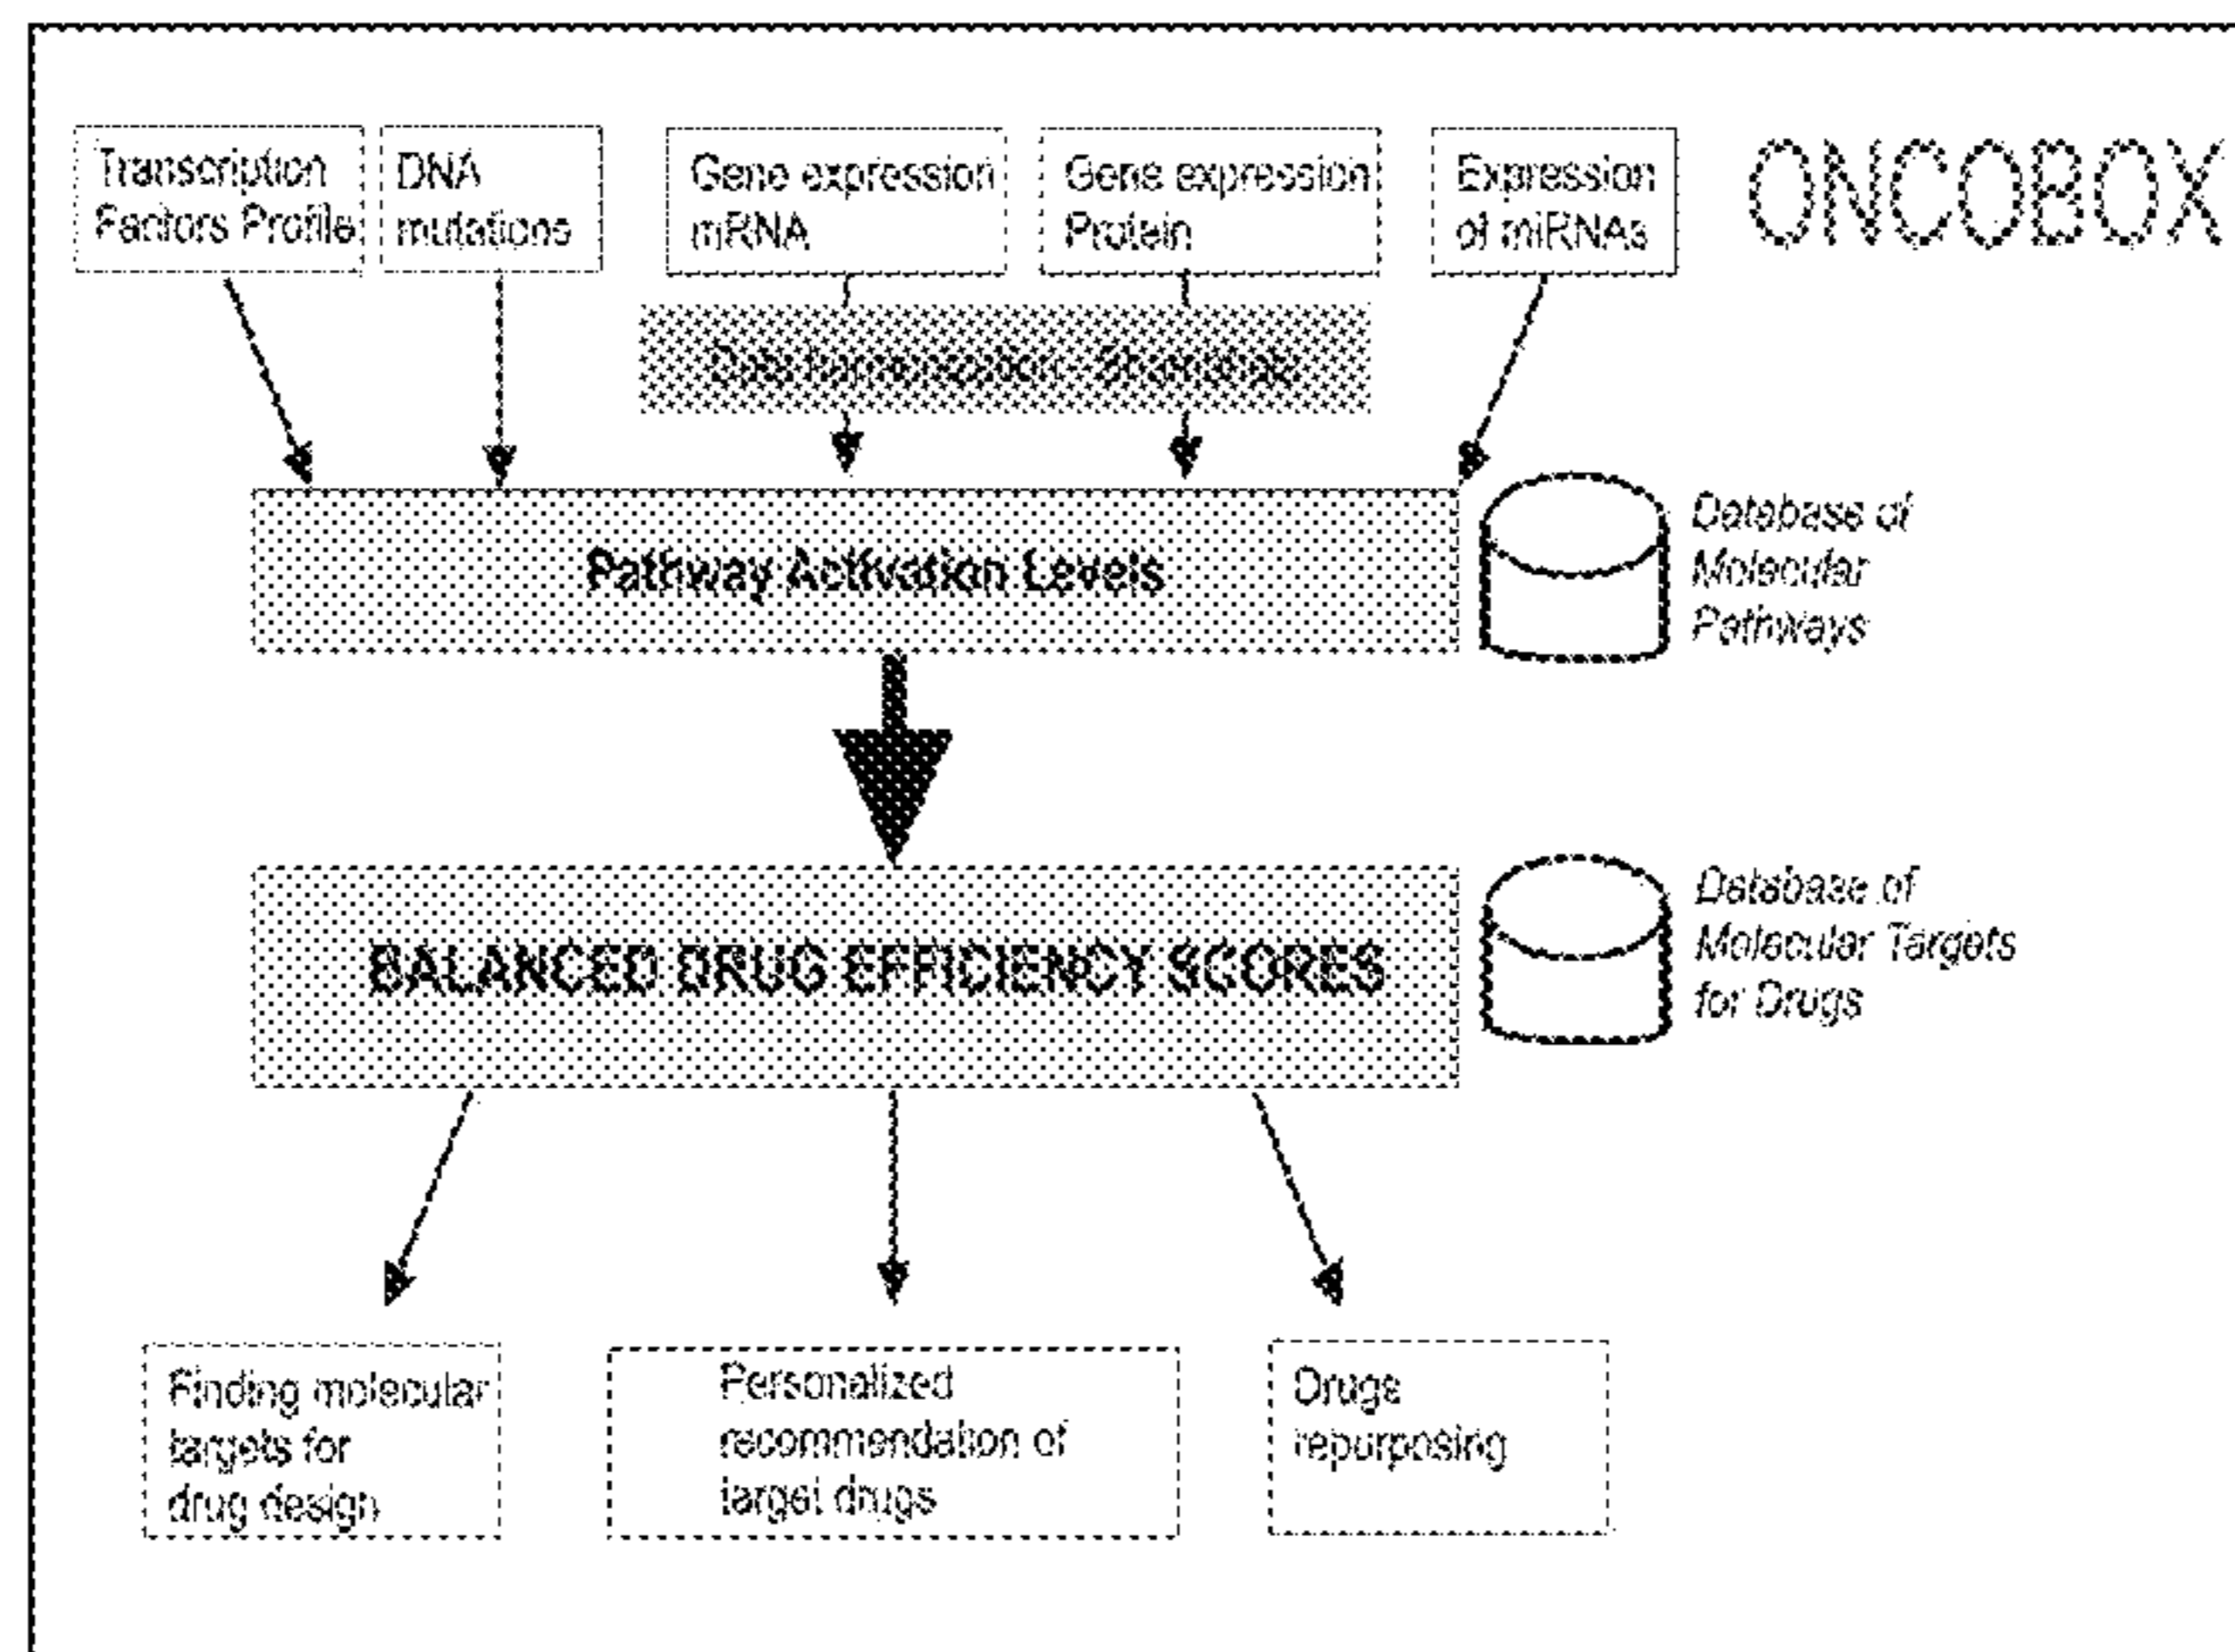 Transcription
Factors Profile
DNA
mutations
Gene expression
mRNA
Gene expression
Protein
Expression
of miRNAs
ONCOBOX
Data harmonization
Pathway Activation Levels
Database of
Molecular
Pathways
BALANCED DRUG EFFICIENCY SCORES
Database of
Molecular Targets
for Drugs
Finding molecular
targets for
drug design
Personalized
recommendation of
target drugs
Drugs
repurposing